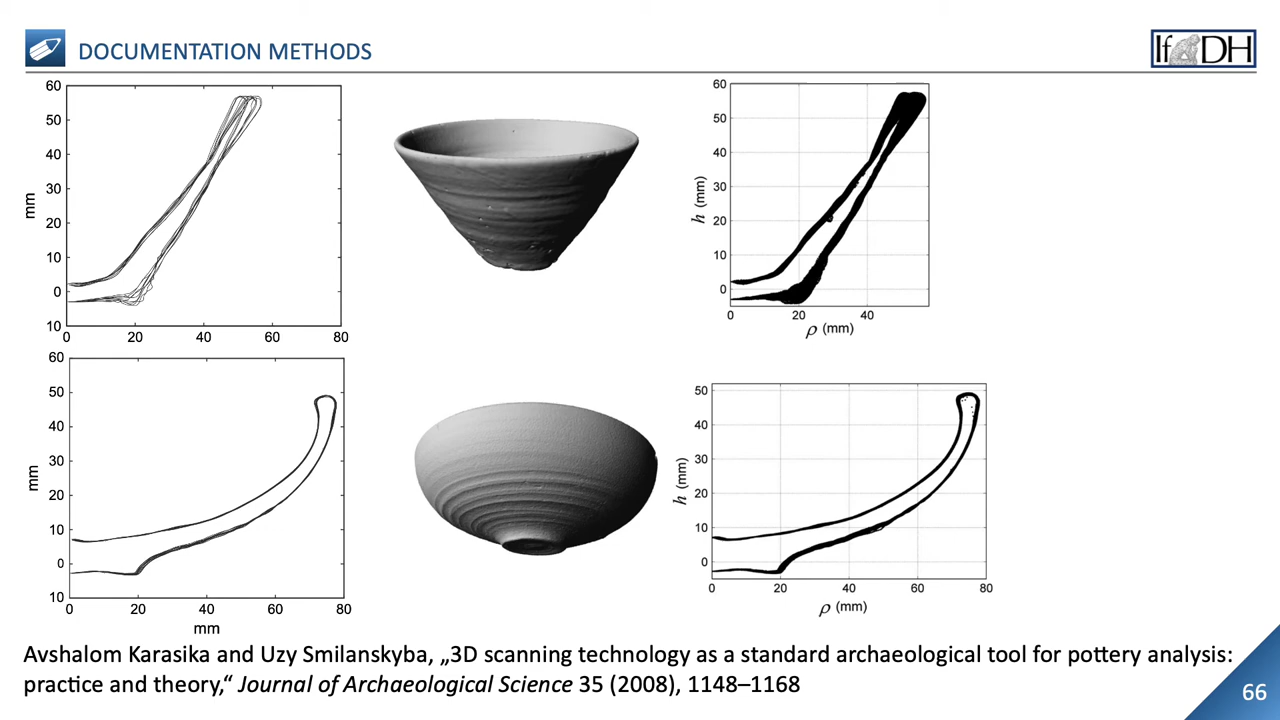 DOCUMENTATION METHODS
IfDH
60
50
40
30
20
10
0
10
mm
0 20 40 60 80
60
50
40
30
20
10
0
h (mm)
0 20 40
ρ (mm)
60
50
40
30
20
10
0
10
mm
0 20 40 60 80
mm
50
40
30
20
10
0
h (mm)
0 20 40 60 80
ρ (mm)
Avshalom Karasika and Uzy Smilanskyba, „3D scanning technology as a standard archaeological tool for pottery analysis:
practice and theory,“ Journal of Archaeological Science 35 (2008), 1148–1168
66